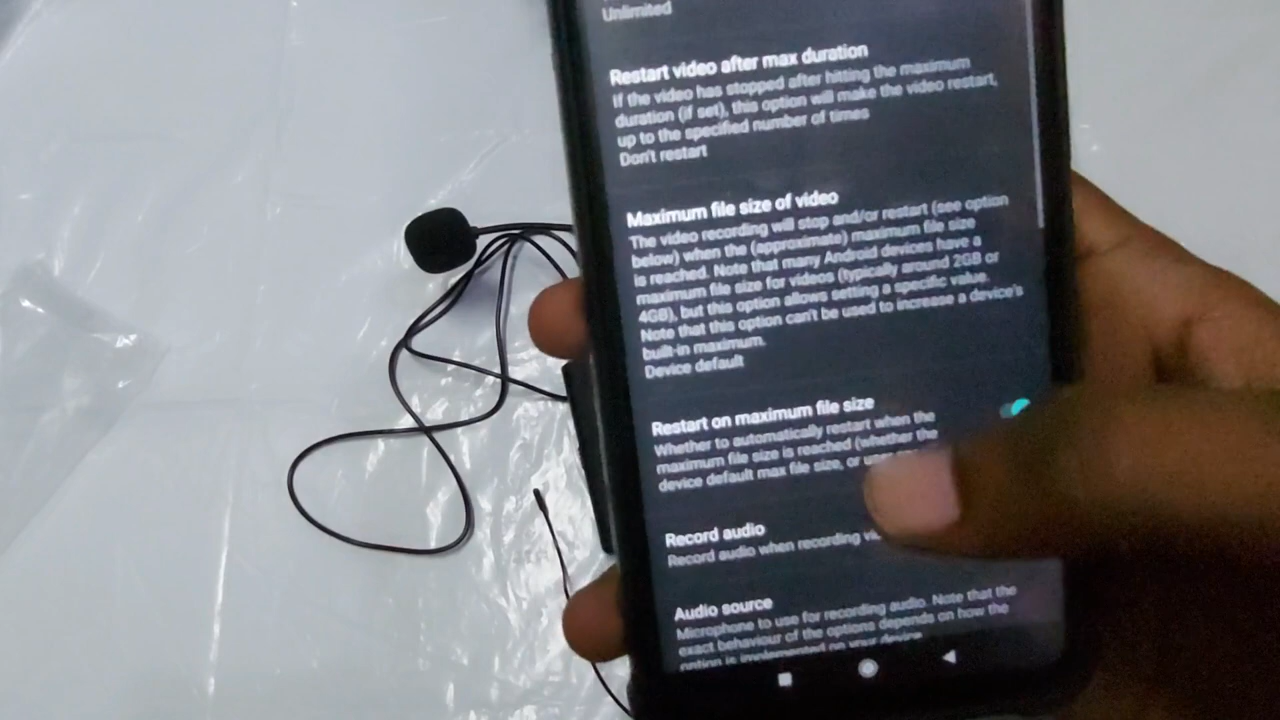 Unlimited
Restart video after max duration
If the video has stopped after hitting the maximum
duration (if set), this option will make the video restart,
up to the specified number of times
Don't restart
Maximum file size of video
The video recording will stop and/or restart (see option
below) when the (approximate) maximum file size
is reached. Note that many Android devices have a
maximum file size for videos (typically around 2GB or
4GB), but this option allows setting a specific value.
Note that this option can't be used to increase a device's
built-in maximum.
Device default
Restart on maximum file size
Whether to automatically restart when the
maximum file size is reached (whether the
device default max file size, or user
Record audio
Record audio when recording
Audio source
Microphone to use for recording audio. Note that the
exact behaviour of the options depends on how the
option is implemented on your device